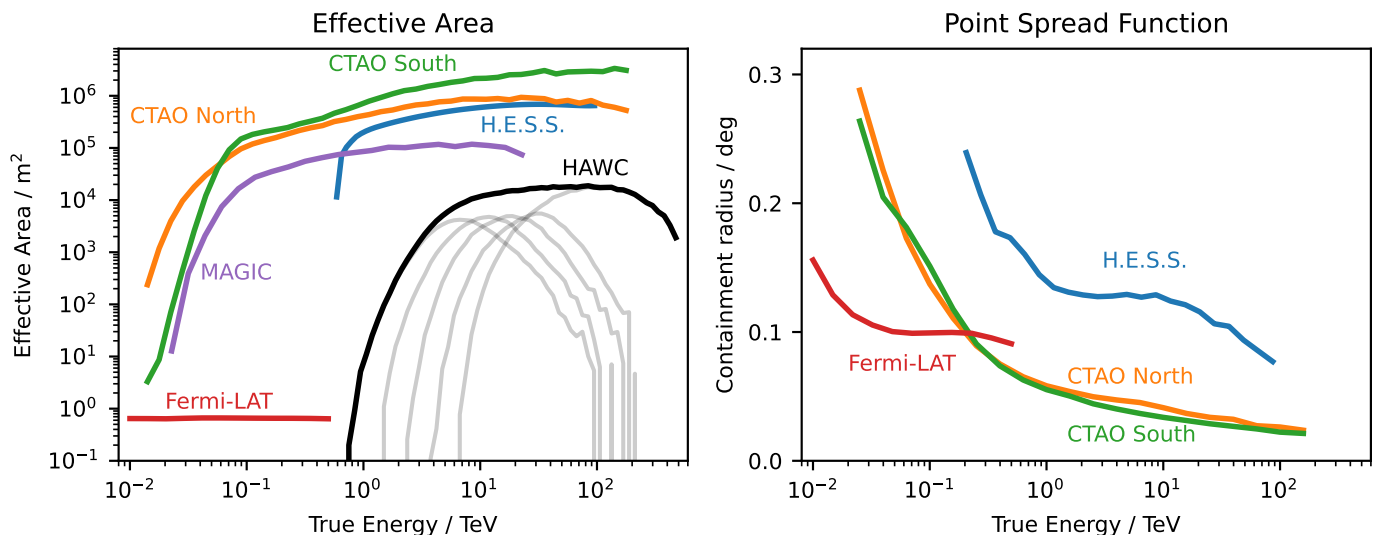 Effective Area
Effective Area / m²
10⁶
10⁵
10⁴
10³
10²
10¹
10⁰
10⁻¹
CTAO South
CTAO North
H.E.S.S.
HAWC
MAGIC
Fermi-LAT
10⁻² 10⁻¹ 10⁰ 10¹ 10²
True Energy / TeV
Point Spread Function
Containment radius / deg
0.3
0.2
0.1
0.0
H.E.S.S.
Fermi-LAT
CTAO North
CTAO South
10⁻² 10⁻¹ 10⁰ 10¹ 10²
True Energy / TeV